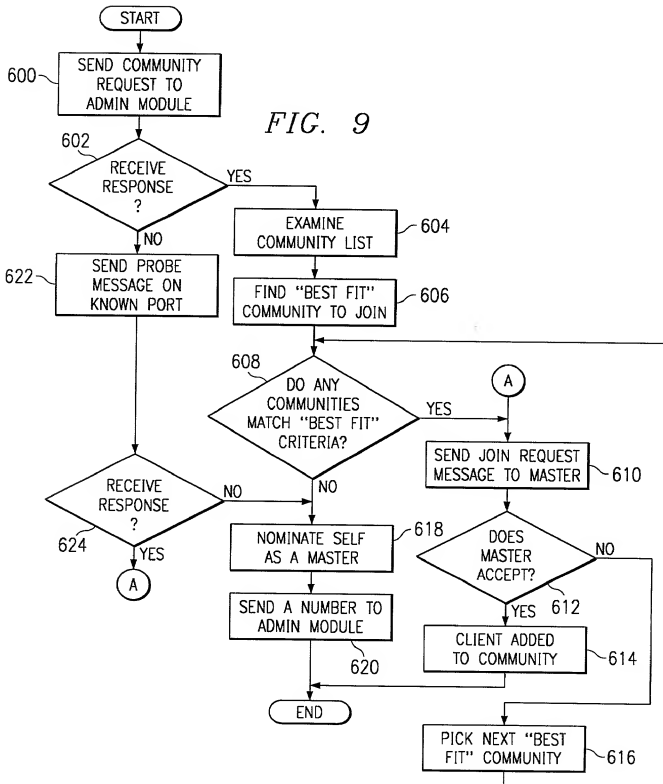 START
600
SEND COMMUNITY
REQUEST TO
ADMIN MODULE
FIG. 9
602
RECEIVE
RESPONSE
?
YES
NO
EXAMINE
COMMUNITY LIST
604
622
SEND PROBE
MESSAGE ON
KNOWN PORT
FIND "BEST FIT"
COMMUNITY TO JOIN
606
608
DO ANY
COMMUNITIES
MATCH "BEST FIT"
CRITERIA?
YES
NO
A
SEND JOIN REQUEST
MESSAGE TO MASTER
610
RECEIVE
RESPONSE
?
NO
624
YES
A
NOMINATE SELF
AS A MASTER
618
DOES
MASTER
ACCEPT?
NO
612
YES
SEND A NUMBER TO
ADMIN MODULE
620
CLIENT ADDED
TO COMMUNITY
614
END
PICK NEXT "BEST
FIT" COMMUNITY
616